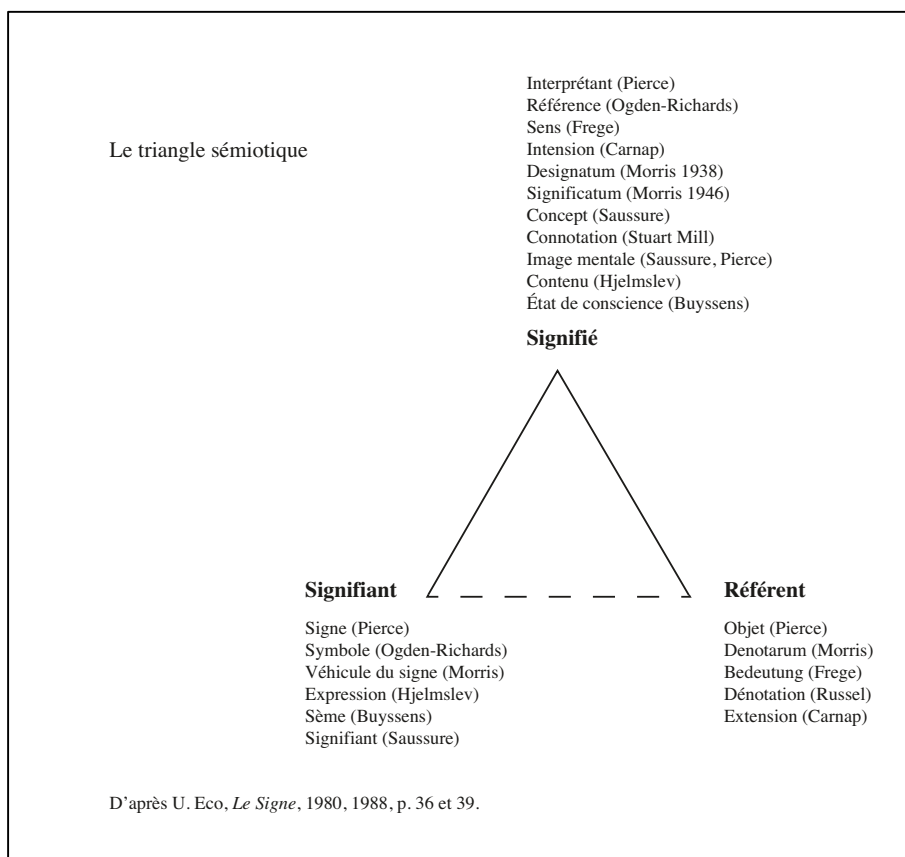 Interprétant (Pierce)
Référence (Ogden-Richards)
Sens (Frege)
Le triangle sémiotique
Intension (Carnap)
Designatum (Morris 1938)
Significatum (Morris 1946)
Concept (Saussure)
Connotation (Stuart Mill)
Image mentale (Saussure, Pierce)
Contenu (Hjelmslev)
État de conscience (Buyssens)
Signifié
Signifiant
Signe (Pierce)
Symbole (Ogden-Richards)
Véhicule du signe (Morris)
Expression (Hjelmslev)
Sème (Buyssens)
Signifiant (Saussure)
Référent
Objet (Pierce)
Denotarum (Morris)
Bedeutung (Frege)
Dénotation (Russel)
Extension (Carnap)
D'après U. Eco, Le Signe, 1980, 1988, p. 36 et 39.